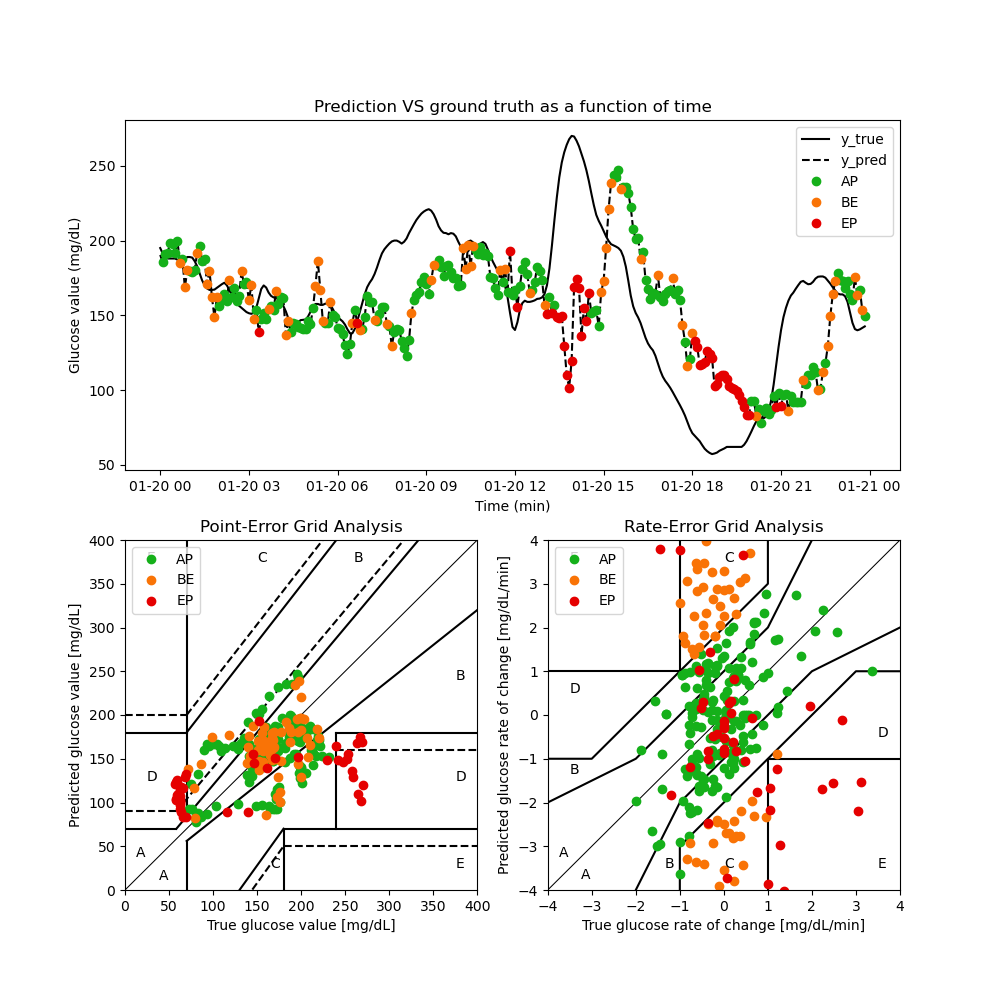 Prediction VS ground truth as a function of time
Glucose value (mg/dL)
250
200
150
100
50
y_true
y_pred
AP
BE
EP
01-20 00 01-20 03 01-20 06 01-20 09 01-20 12 01-20 15 01-20 18 01-20 21 01-21 00
Time (min)
Point-Error Grid Analysis
Predicted glucose value [mg/dL]
400
350
300
250
200
150
100
50
0
AP
BE
EP
C
B
B
D
D
A
A
C
E
0 50 100 150 200 250 300 350 400
True glucose value [mg/dL]
Rate-Error Grid Analysis
Predicted glucose rate of change [mg/dL/min]
4
3
2
1
0
−1
−2
−3
−4
AP
BE
EP
C
D
D
B
A
A
B
C
E
−4 −3 −2 −1 0 1 2 3 4
True glucose rate of change [mg/dL/min]